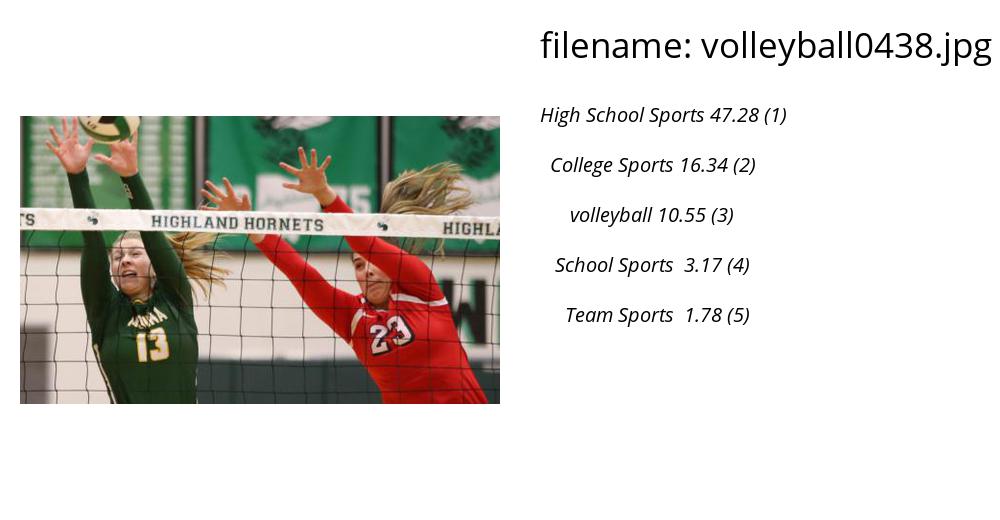 filename: volleyball0438.jpg
High School Sports 47.28 (1)
College Sports 16.34 (2)
volleyball 10.55 (3)
School Sports 3.17 (4)
Team Sports 1.78 (5)
TS HIGHLAND HORNETS HIGHLA
13
23
W